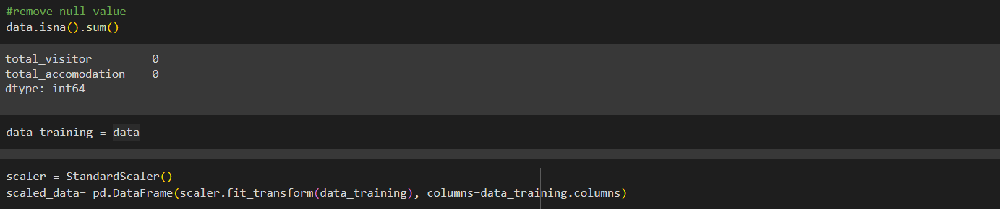 #remove null value
data.isna().sum()
total_visitor 0
total_accomodation 0
dtype: int64
data_training = data
scaler = StandardScaler()
scaled_data= pd.DataFrame(scaler.fit_transform(data_training), columns=data_training.columns)